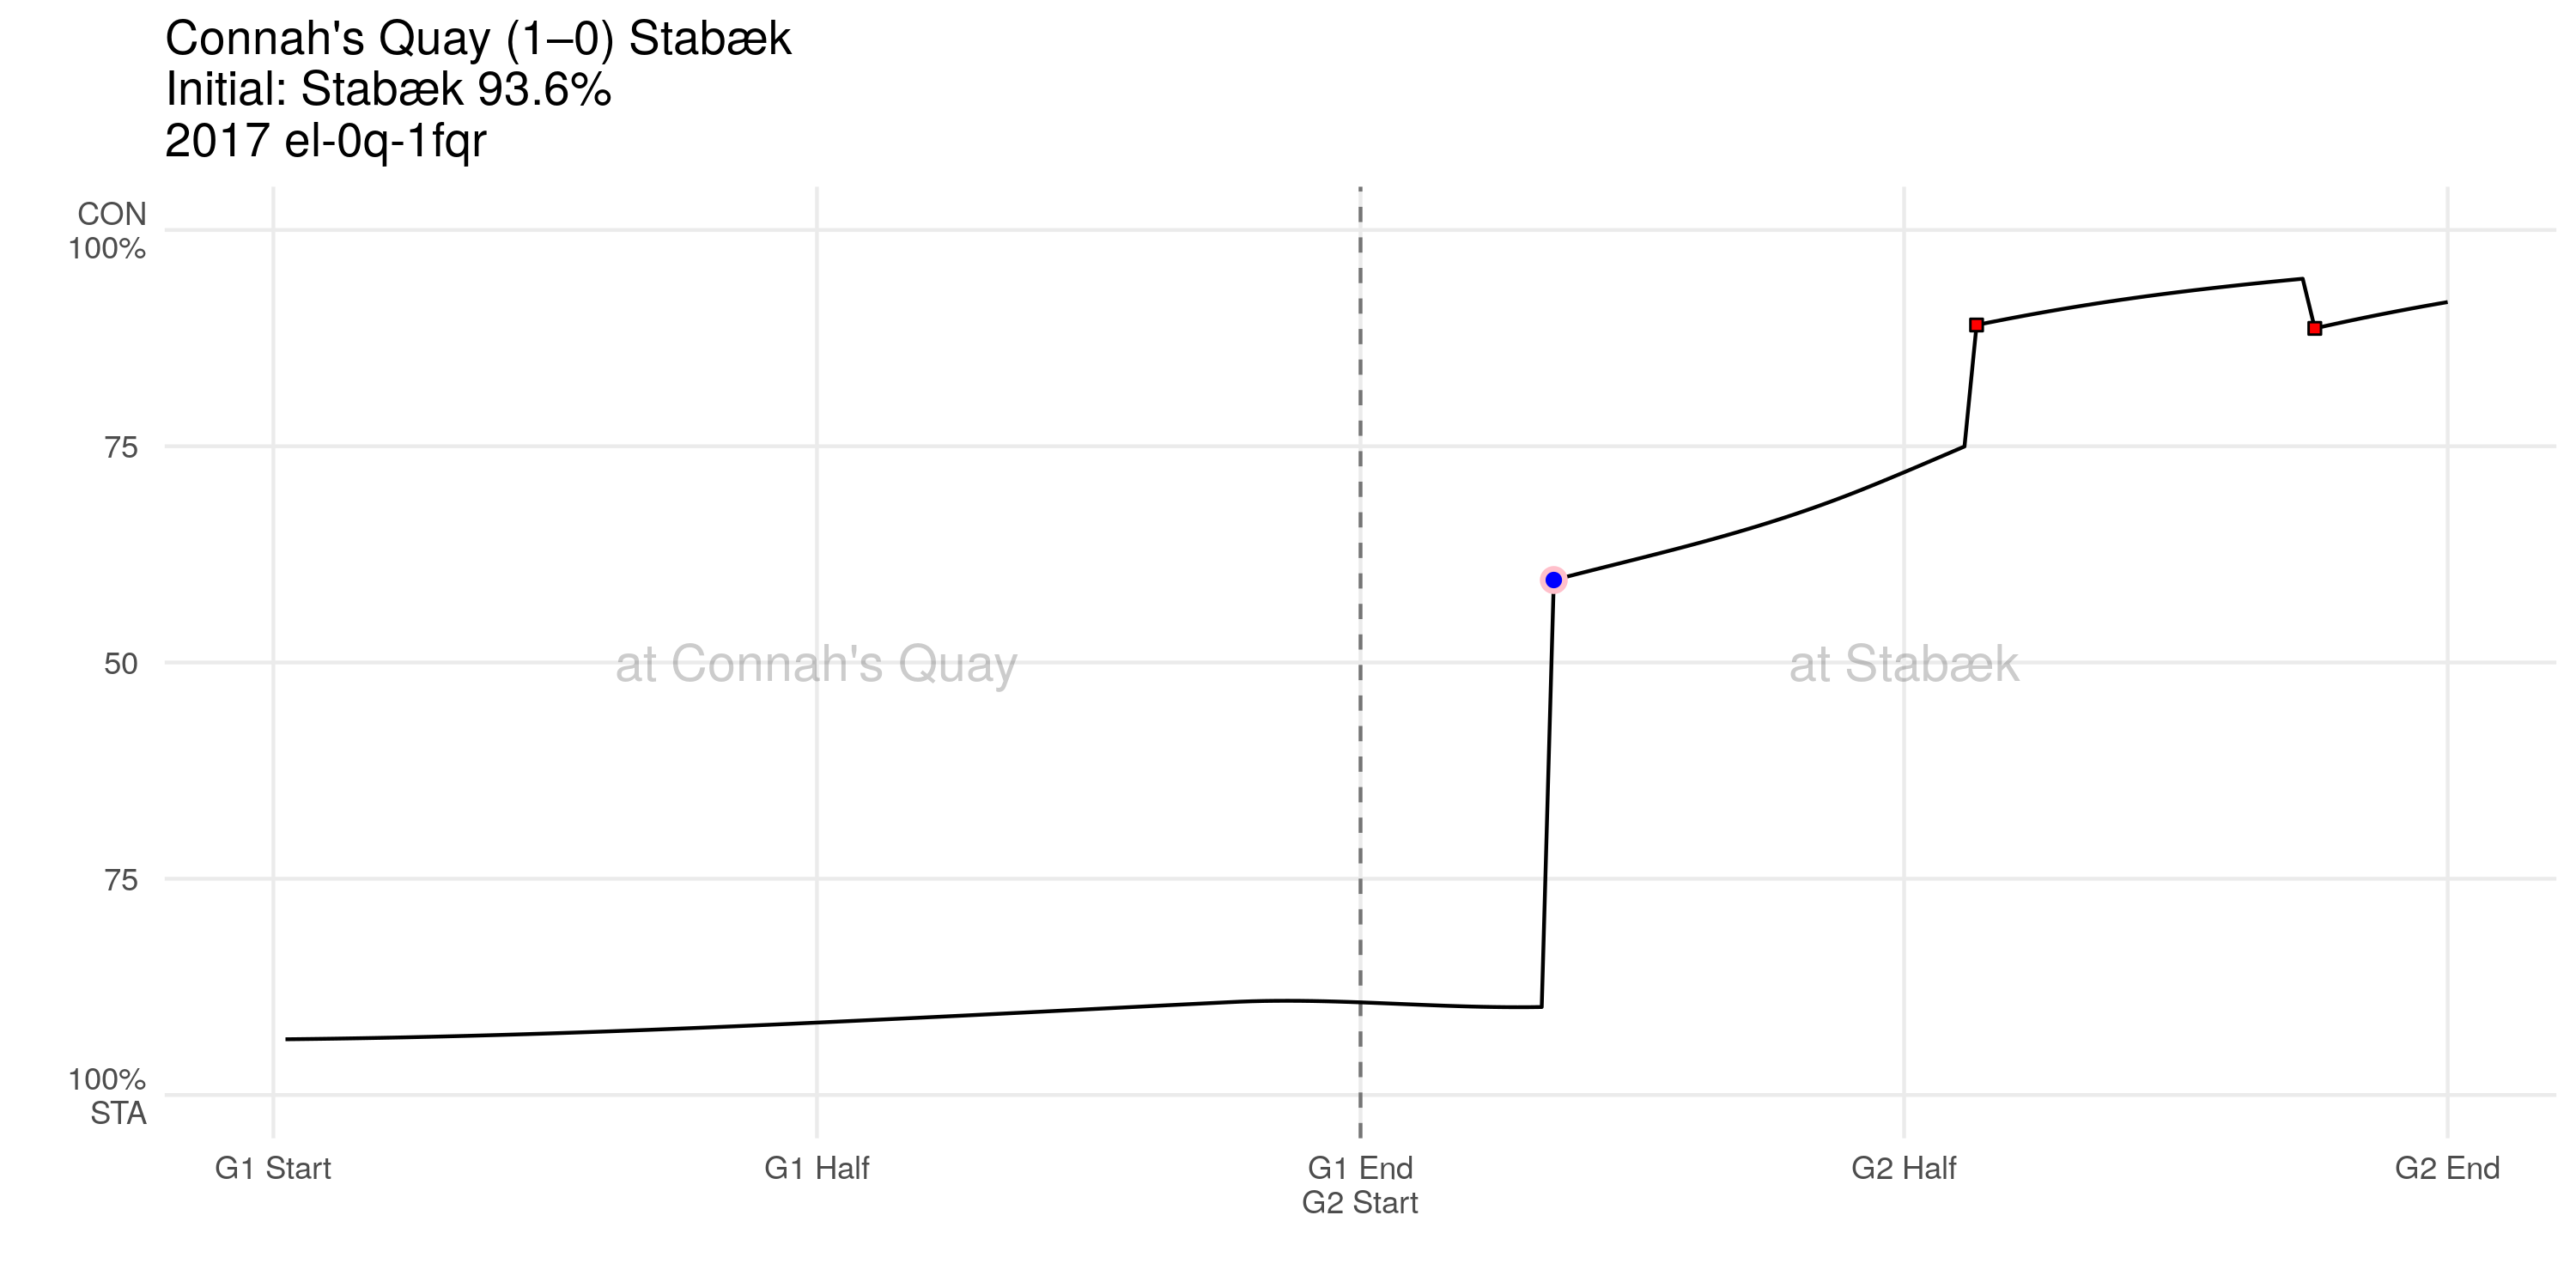 Connah's Quay (1–0) Stabæk
Initial: Stabæk 93.6%
2017 el-0q-1fqr
CON
100%
75
50
at Connah's Quay
at Stabæk
75
100%
STA
G1 Start
G1 Half
G1 End
G2 Start
G2 Half
G2 End